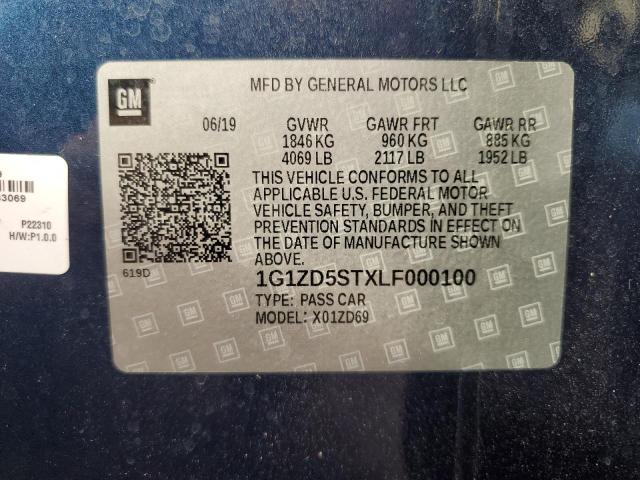 GM
MFD BY GENERAL MOTORS LLC
06/19 GVWR GAWR FRT GAWR RR
1846 KG 960 KG 885 KG
4069 LB 2117 LB 1952 LB
THIS VEHICLE CONFORMS TO ALL
APPLICABLE U.S. FEDERAL MOTOR
VEHICLE SAFETY, BUMPER, AND THEFT
PREVENTION STANDARDS IN EFFECT ON
THE DATE OF MANUFACTURE SHOWN
ABOVE.
619D
1G1ZD5STXLF000100
TYPE: PASS CAR
MODEL: X01ZD69
3069
P22310
H/W:P1.0.0